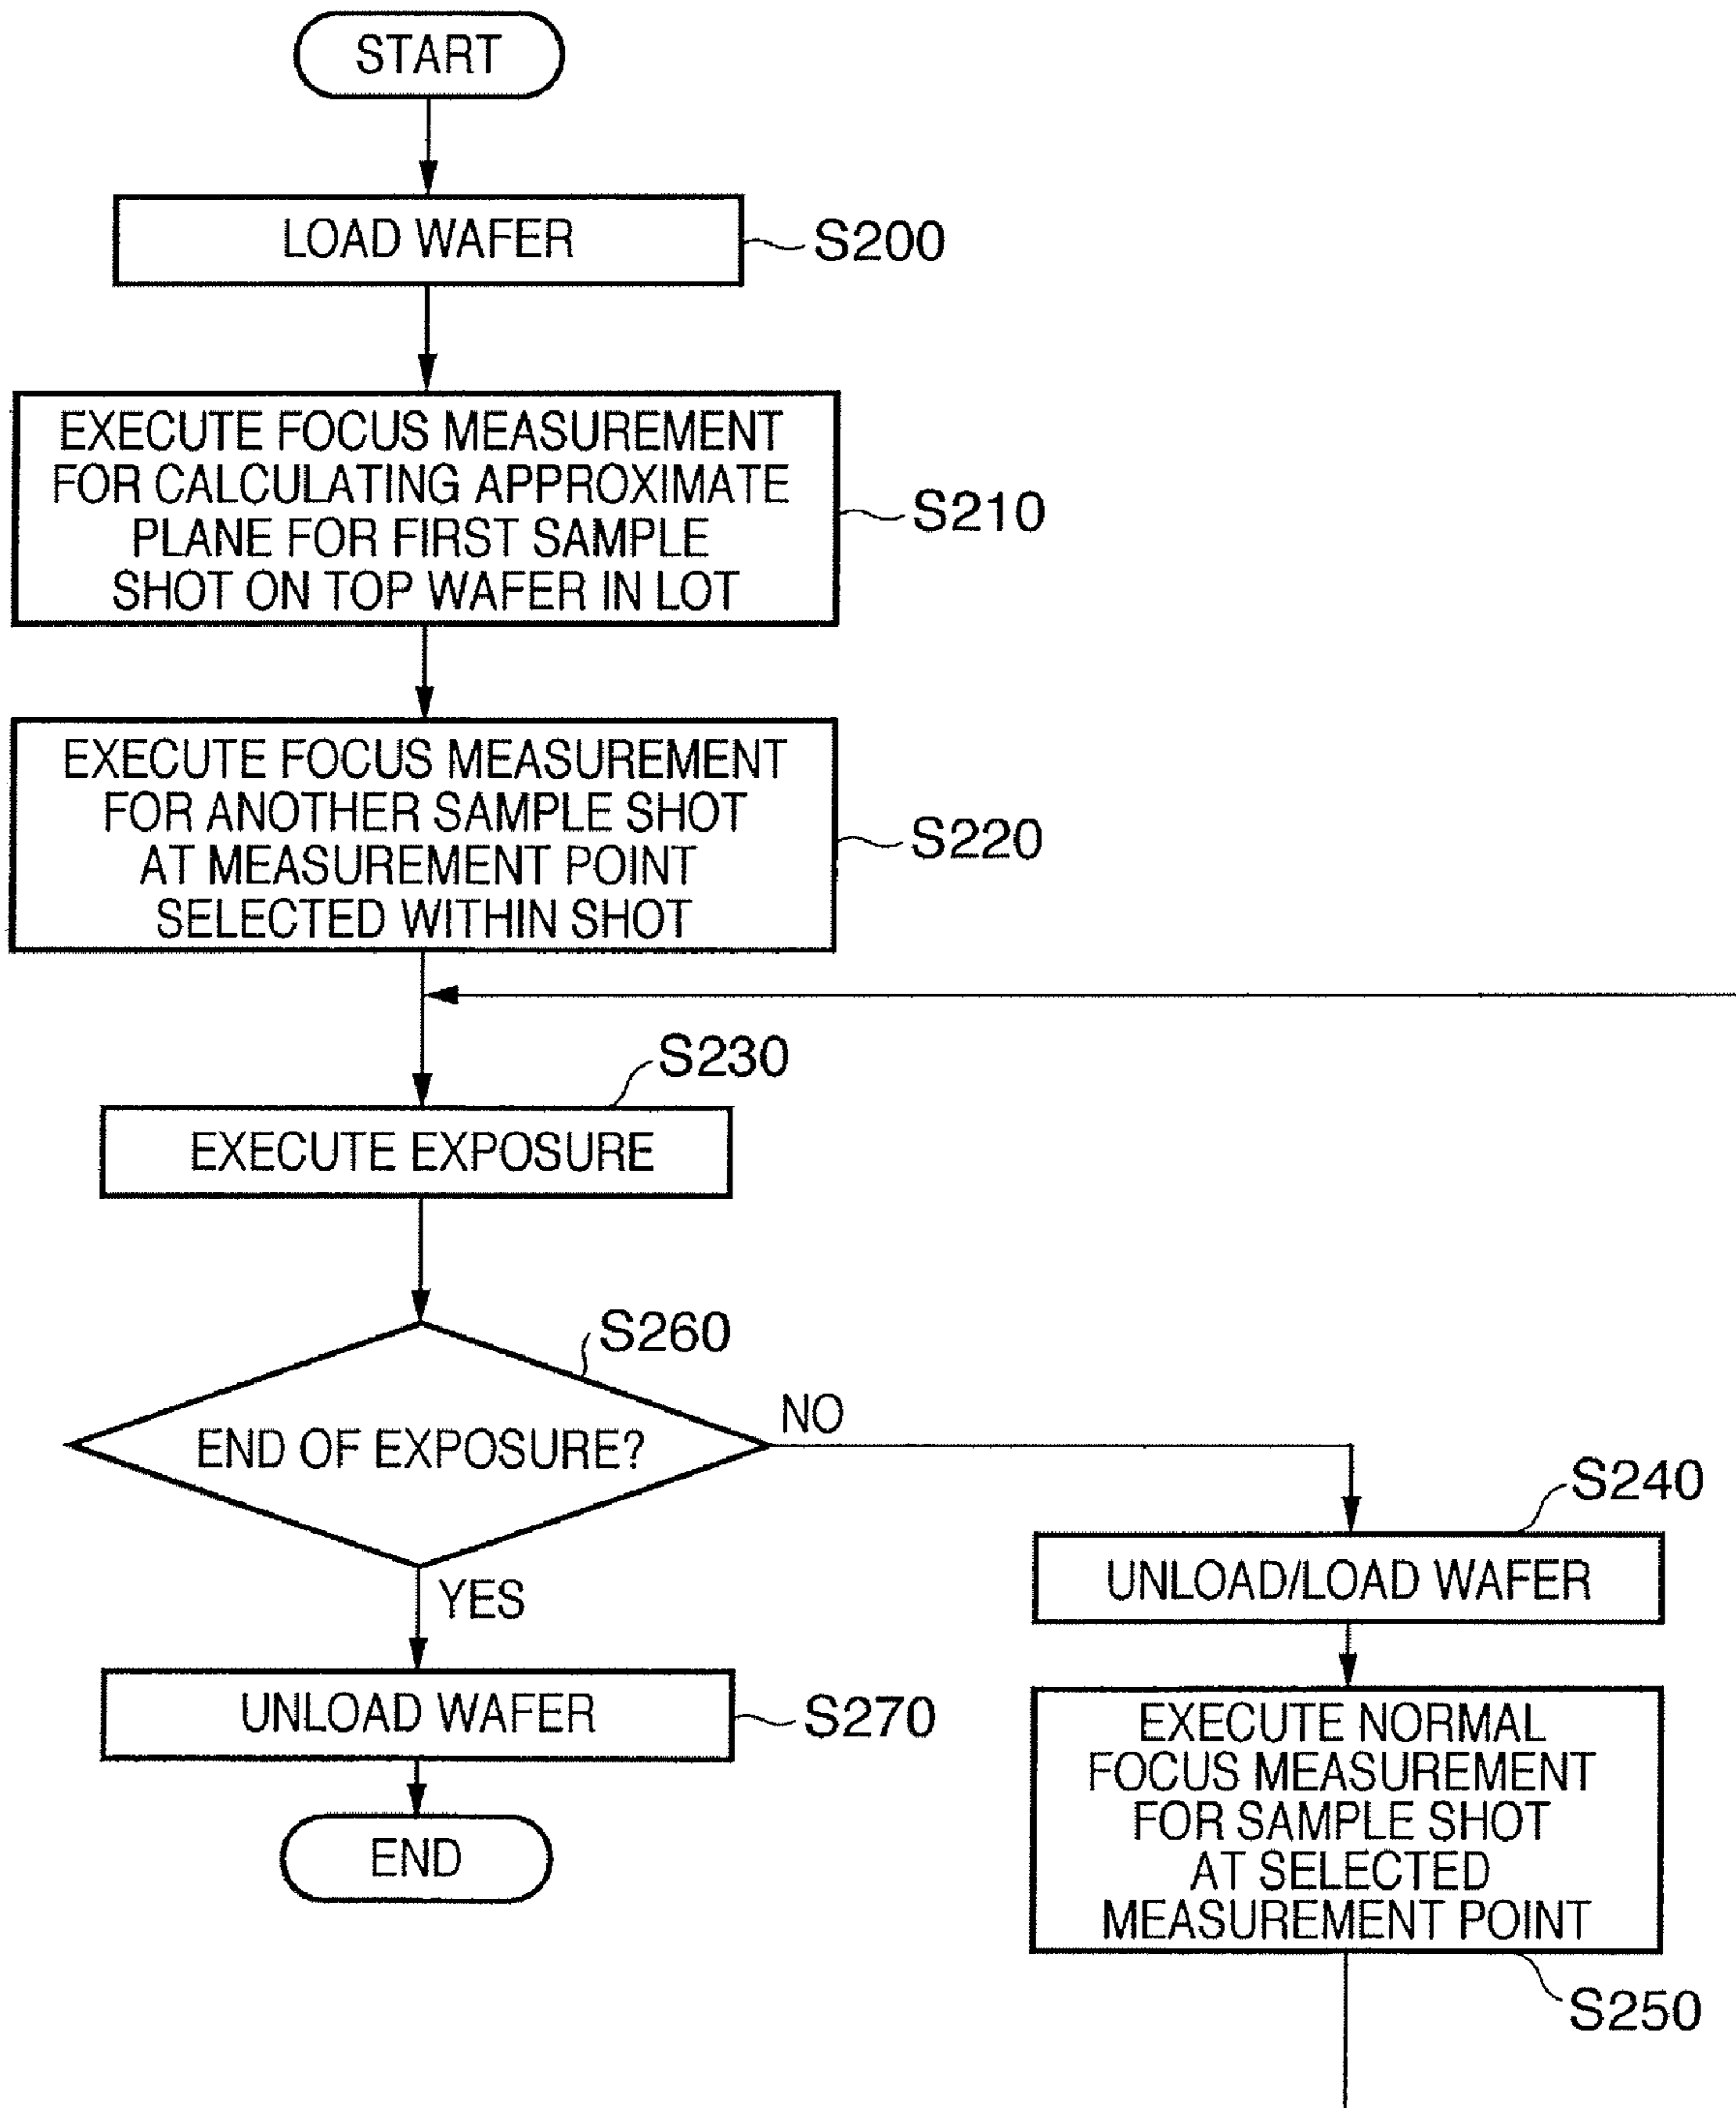 START
LOAD WAFER
S200
EXECUTE FOCUS MEASUREMENT
FOR CALCULATING APPROXIMATE
PLANE FOR FIRST SAMPLE
SHOT ON TOP WAFER IN LOT
S210
EXECUTE FOCUS MEASUREMENT
FOR ANOTHER SAMPLE SHOT
AT MEASUREMENT POINT
SELECTED WITHIN SHOT
S220
S230
EXECUTE EXPOSURE
S260
END OF EXPOSURE?
NO
YES
S240
UNLOAD/LOAD WAFER
EXECUTE NORMAL
FOCUS MEASUREMENT
FOR SAMPLE SHOT
AT SELECTED
MEASUREMENT POINT
S250
UNLOAD WAFER
S270
END